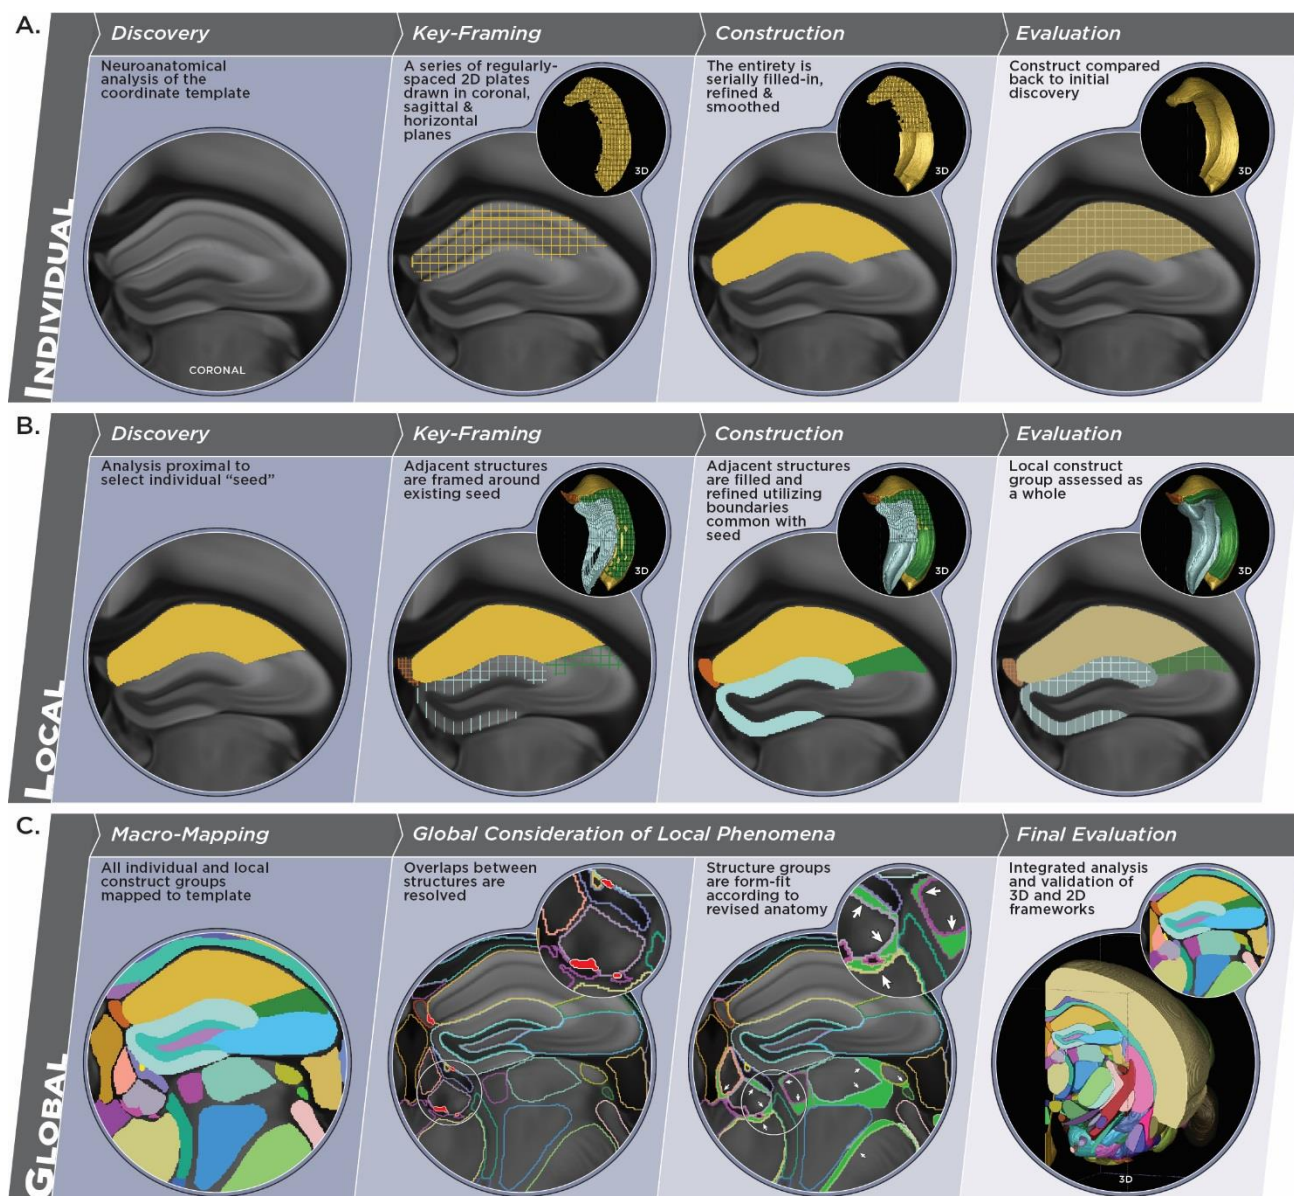 A.
INDIVIDUAL
Discovery
Neuroanatomical
analysis of the
coordinate template
CORONAL
Key-Framing
A series of regularly-
spaced 2D plates
drawn in coronal,
sagittal &
horizontal
planes
3D
Construction
The entirety is
serially filled-in,
refined &
smoothed
3D
Evaluation
Construct compared
back to initial
discovery
3D
B.
LOCAL
Discovery
Analysis proximal to
select individual “seed”
Key-Framing
Adjacent structures
are framed around
existing seed
3D
Construction
Adjacent structures
are filled and
refined utilizing
boundaries
common with
seed
3D
Evaluation
Local construct
group assessed as
a whole
3D
C.
GLOBAL
Macro-Mapping
All individual and local
construct groups
mapped to template
Global Consideration of Local Phenomena
Overlaps between
structures are
resolved
Structure groups
are form-fit
according to
revised anatomy
Final Evaluation
Integrated analysis
and validation of
3D and 2D
frameworks
3D